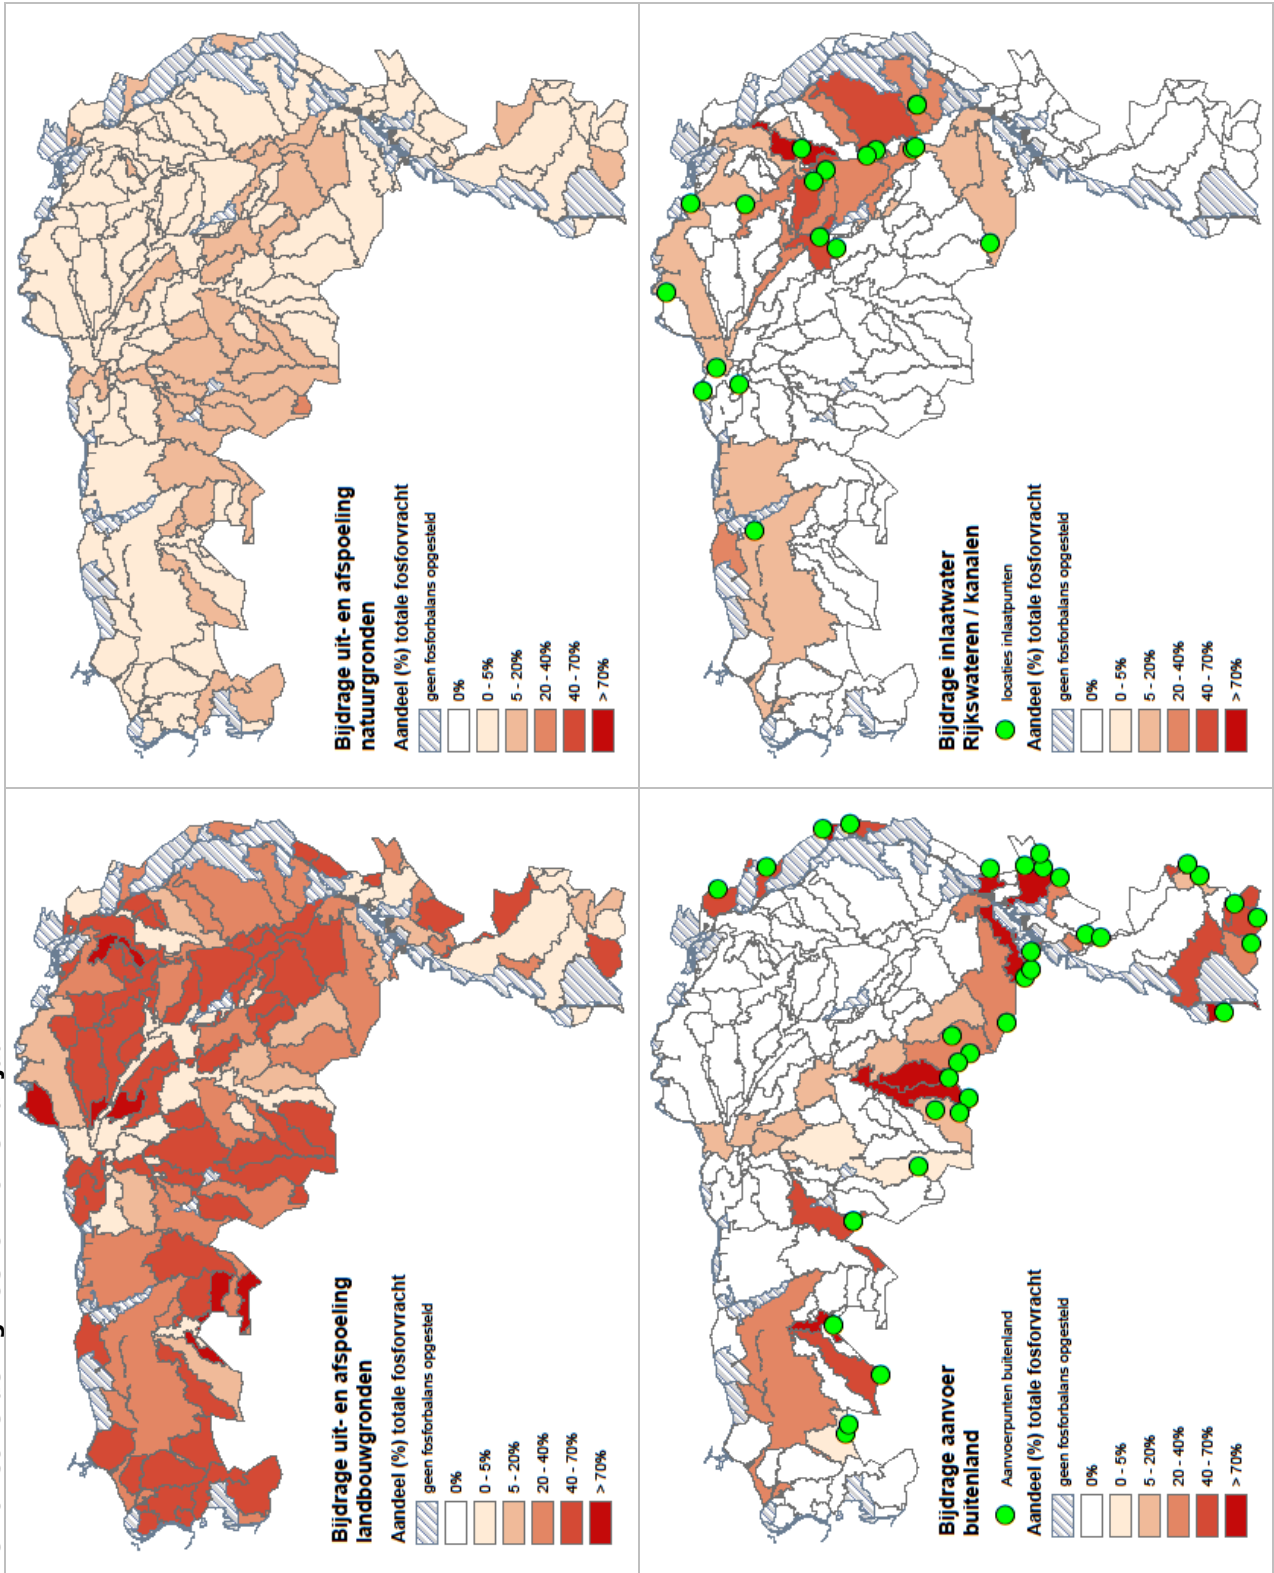 Bijdrage uit- en afspoeling
landbouwgronden
Aandeel (%) totale fosforvracht
geen fosforbalans opgesteld
0%
0 - 5%
5 - 20%
20 - 40%
40 - 70%
> 70%
Bijdrage uit- en afspoeling
natuurgronden
Aandeel (%) totale fosforvracht
geen fosforbalans opgesteld
0%
0 - 5%
5 - 20%
20 - 40%
40 - 70%
> 70%
Bijdrage aanvoer
buitenland
Aanvoerpunten buitenland
Aandeel (%) totale fosforvracht
geen fosforbalans opgesteld
0%
0 - 5%
5 - 20%
20 - 40%
40 - 70%
> 70%
Bijdrage inlaatwater
Rijkswateren / kanalen
locaties inlaatpunten
Aandeel (%) totale fosforvracht
geen fosforbalans opgesteld
0%
0 - 5%
5 - 20%
20 - 40%
40 - 70%
> 70%